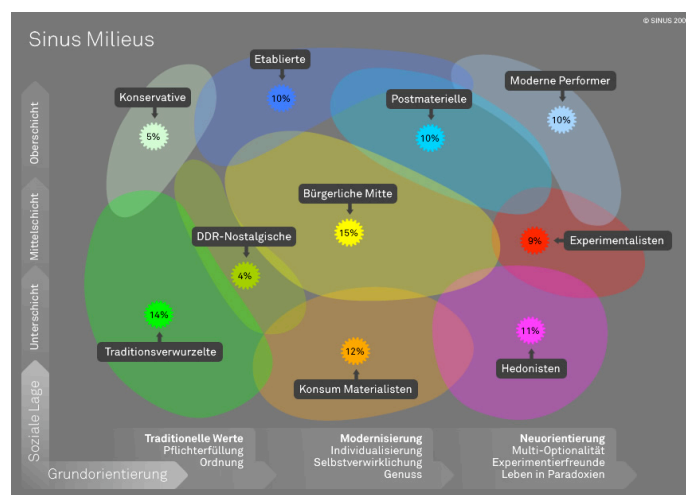 © SINUS 200
Sinus Milieus
Etablierte
10%
Konservative
5%
Postmaterielle
10%
Moderne Performer
10%
Oberschicht
Mittelschicht
Unterschicht
Soziale Lage
Bürgerliche Mitte
15%
DDR-Nostalgische
4%
9%
Experimentalisten
14%
Traditionsverwurzelte
12%
Konsum Materialisten
11%
Hedonisten
Traditionelle Werte
Pflichterfüllung
Ordnung
Modernisierung
Individualisierung
Selbstverwirklichung
Genuss
Neuorientierung
Multi-Optionalität
Experimentierfreunde
Leben in Paradoxien
Grundorientierung